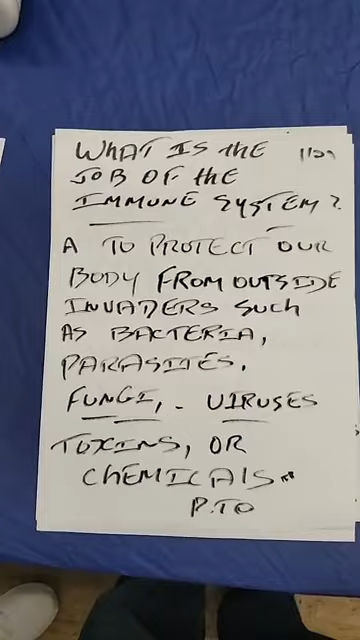 WHAT IS the
JOB OF the
IMMUNE SYSTEM?
A TO PROTECT OUR
BODY FROM OUTSIDE
INVADERS SUCH
AS BACTERIA,
PARASITES,
FUNGI, - VIRUSES
TOXINS, OR
CHEMICALS
P.TO